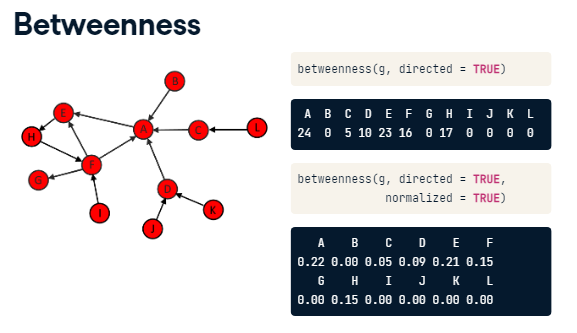 Betweenness
betweenness(g, directed = TRUE)
A B C D E F G H I J K L
24 0 5 10 23 16 0 17 0 0 0 0
betweenness(g, directed = TRUE,
normalized = TRUE)
A B C D E F
0.22 0.00 0.05 0.09 0.21 0.15
G H I J K L
0.00 0.15 0.00 0.00 0.00 0.00
B
E
A
C
L
H
F
G
D
I
K
J